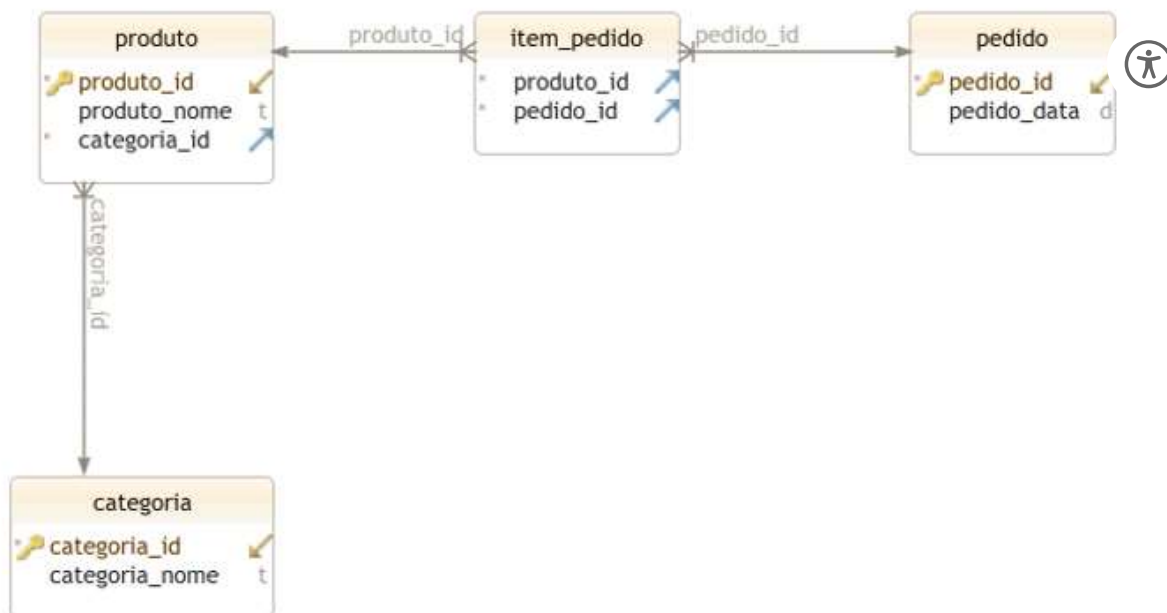 produto
produto_id
produto_nome t
categoria_id
produto_id
item_pedido
produto_id
pedido_id
pedido_id
pedido
pedido_id
pedido_data d
categoria_id
categoria
categoria_id
categoria_nome t